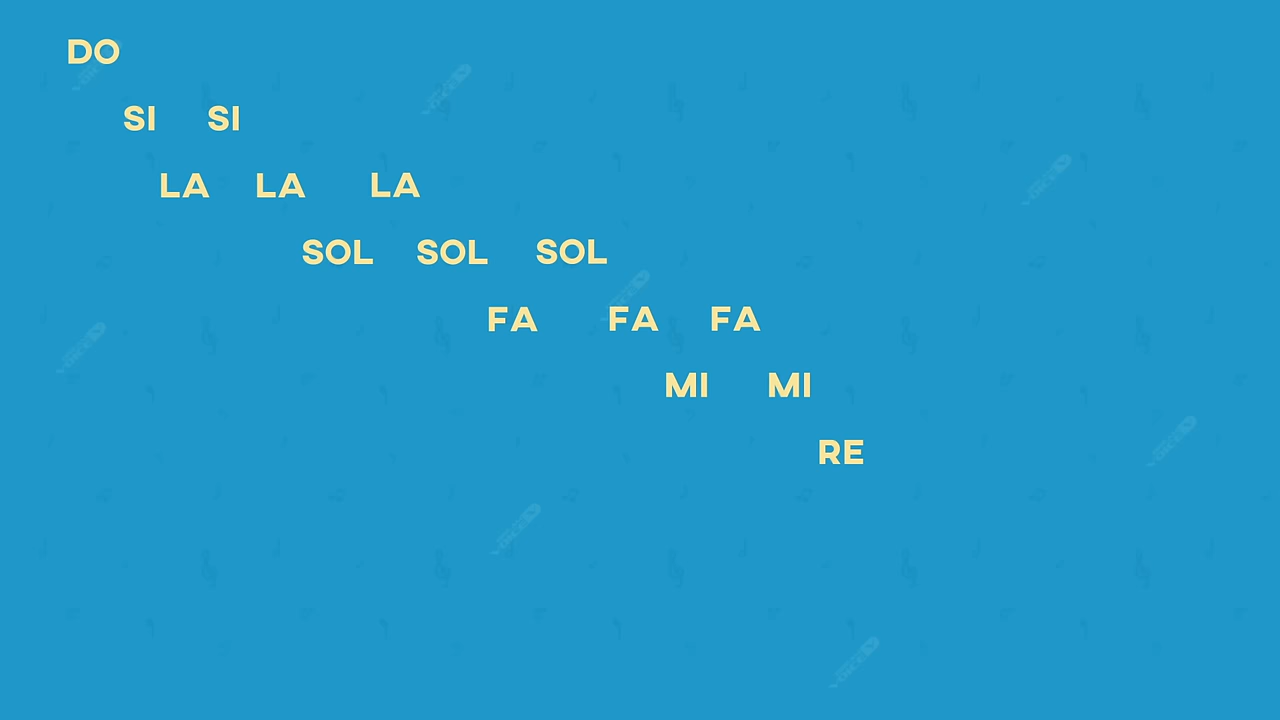 DO
SI SI
LA LA LA
SOL SOL SOL
FA FA FA
MI MI
RE